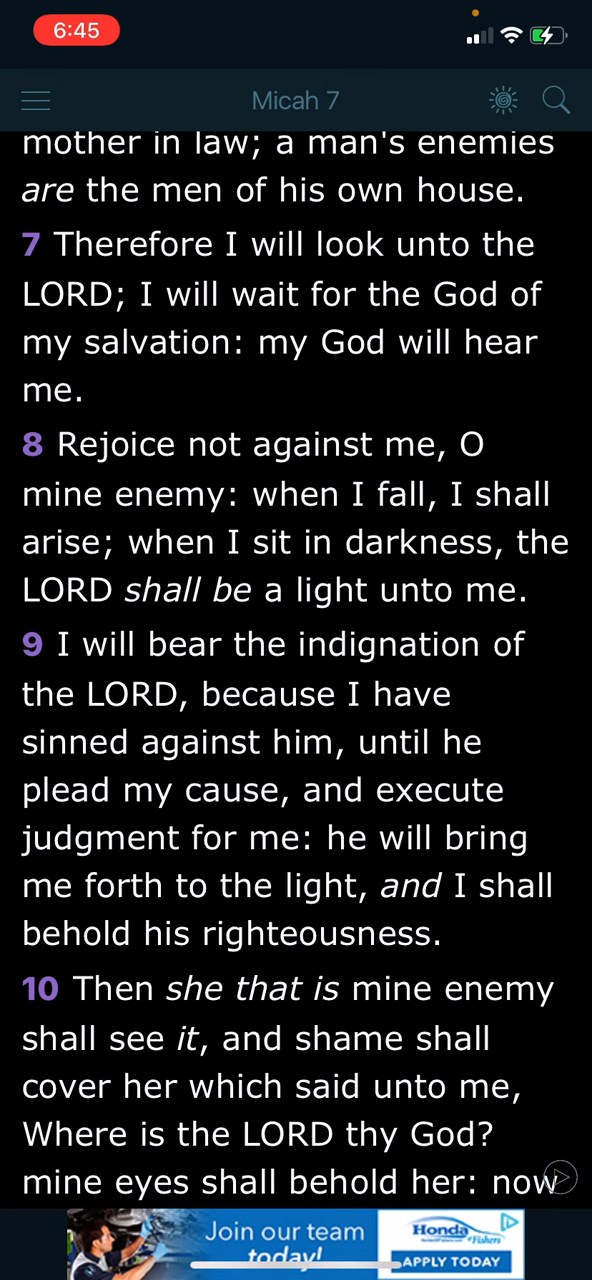 6:45
Micah 7
mother in law; a man's enemies
are the men of his own house.
7 Therefore I will look unto the
LORD; I will wait for the God of
my salvation: my God will hear
me.
8 Rejoice not against me, O
mine enemy: when I fall, I shall
arise; when I sit in darkness, the
LORD shall be a light unto me.
9 I will bear the indignation of
the LORD, because I have
sinned against him, until he
plead my cause, and execute
judgment for me: he will bring
me forth to the light, and I shall
behold his righteousness.
10 Then she that is mine enemy
shall see it, and shame shall
cover her which said unto me,
Where is the LORD thy God?
mine eyes shall behold her: now
Join our team
today!
Honda
of Fishers
APPLY TODAY